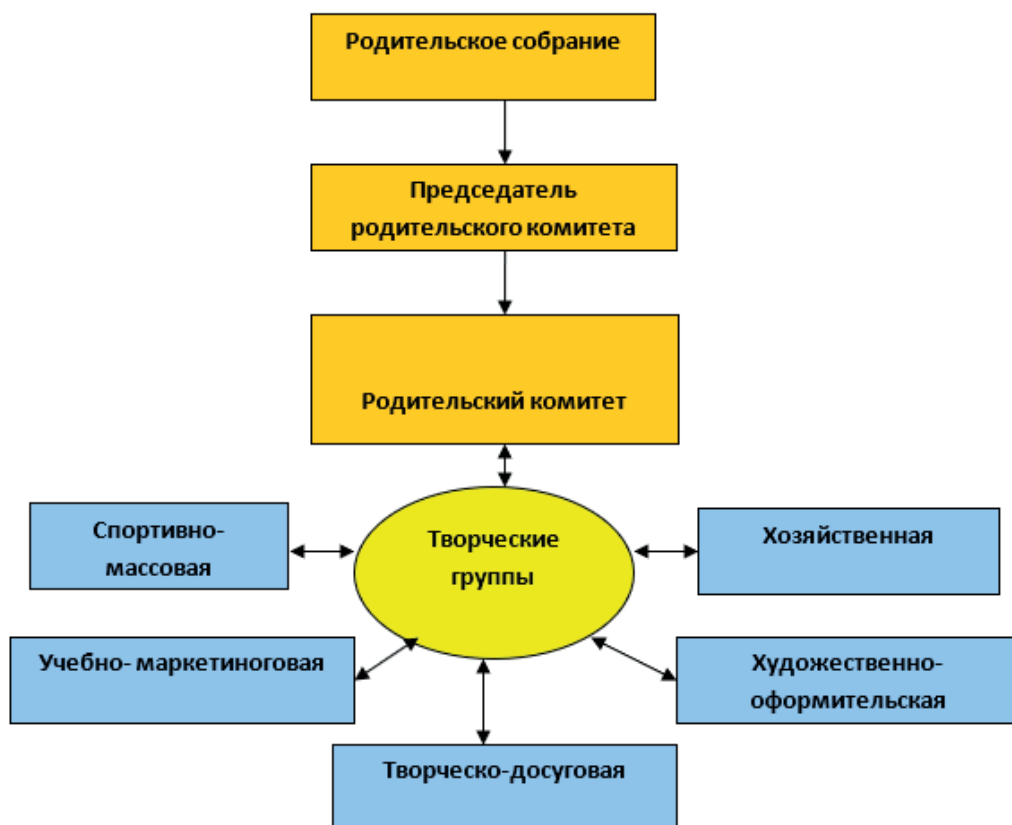 Родительское собрание
Председатель
родительского комитета
Родительский комитет
Творческие
группы
Спортивно-
массовая
Хозяйственная
Учебно- маркетиноговая
Художественно-
оформительская
Творческо-досуговая